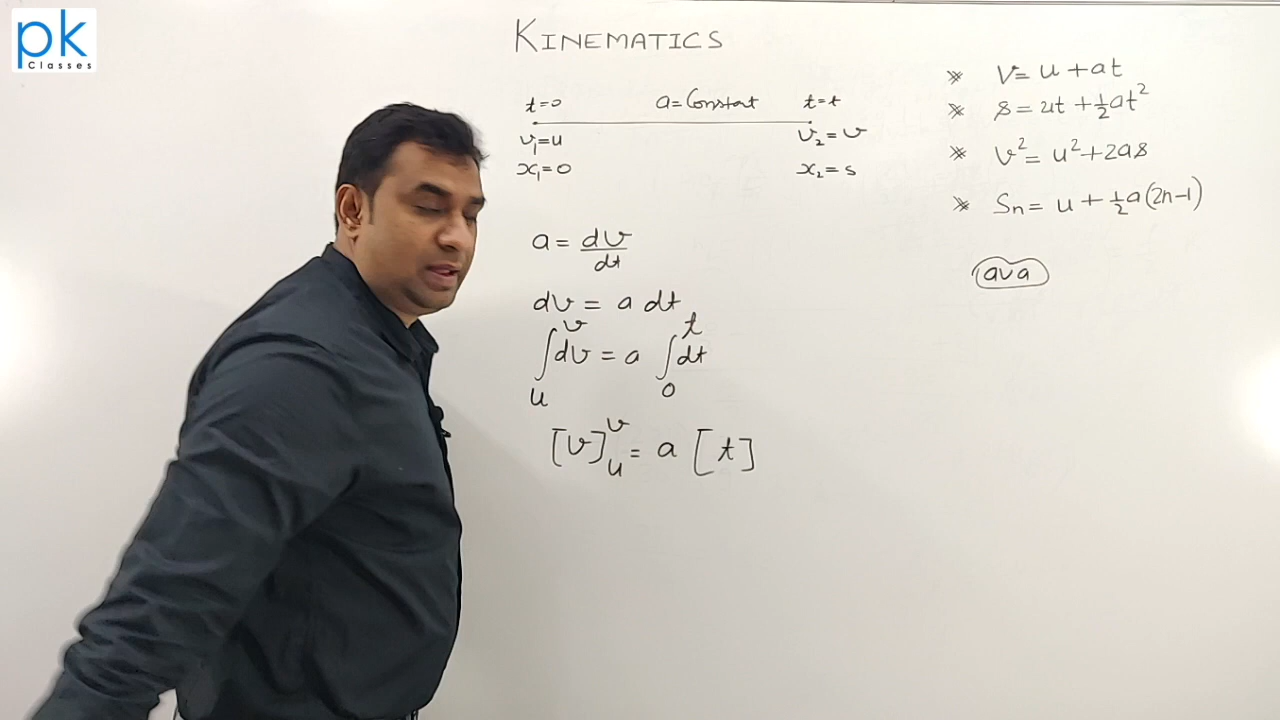 pk
Classes
KINEMATICS
t=0 a=Constat t=t
v₁=u v₂=v
x₁=0 x₂=s
a = dv/dt
dv = a dt
∫ᵤᵛ dv = a ∫₀ᵗ dt
[v]ᵤᵛ = a [t]
* V= u +at
* s= ut +½at²
* v²= u²+2as
* Sn= u +½a(2n-1)
ava